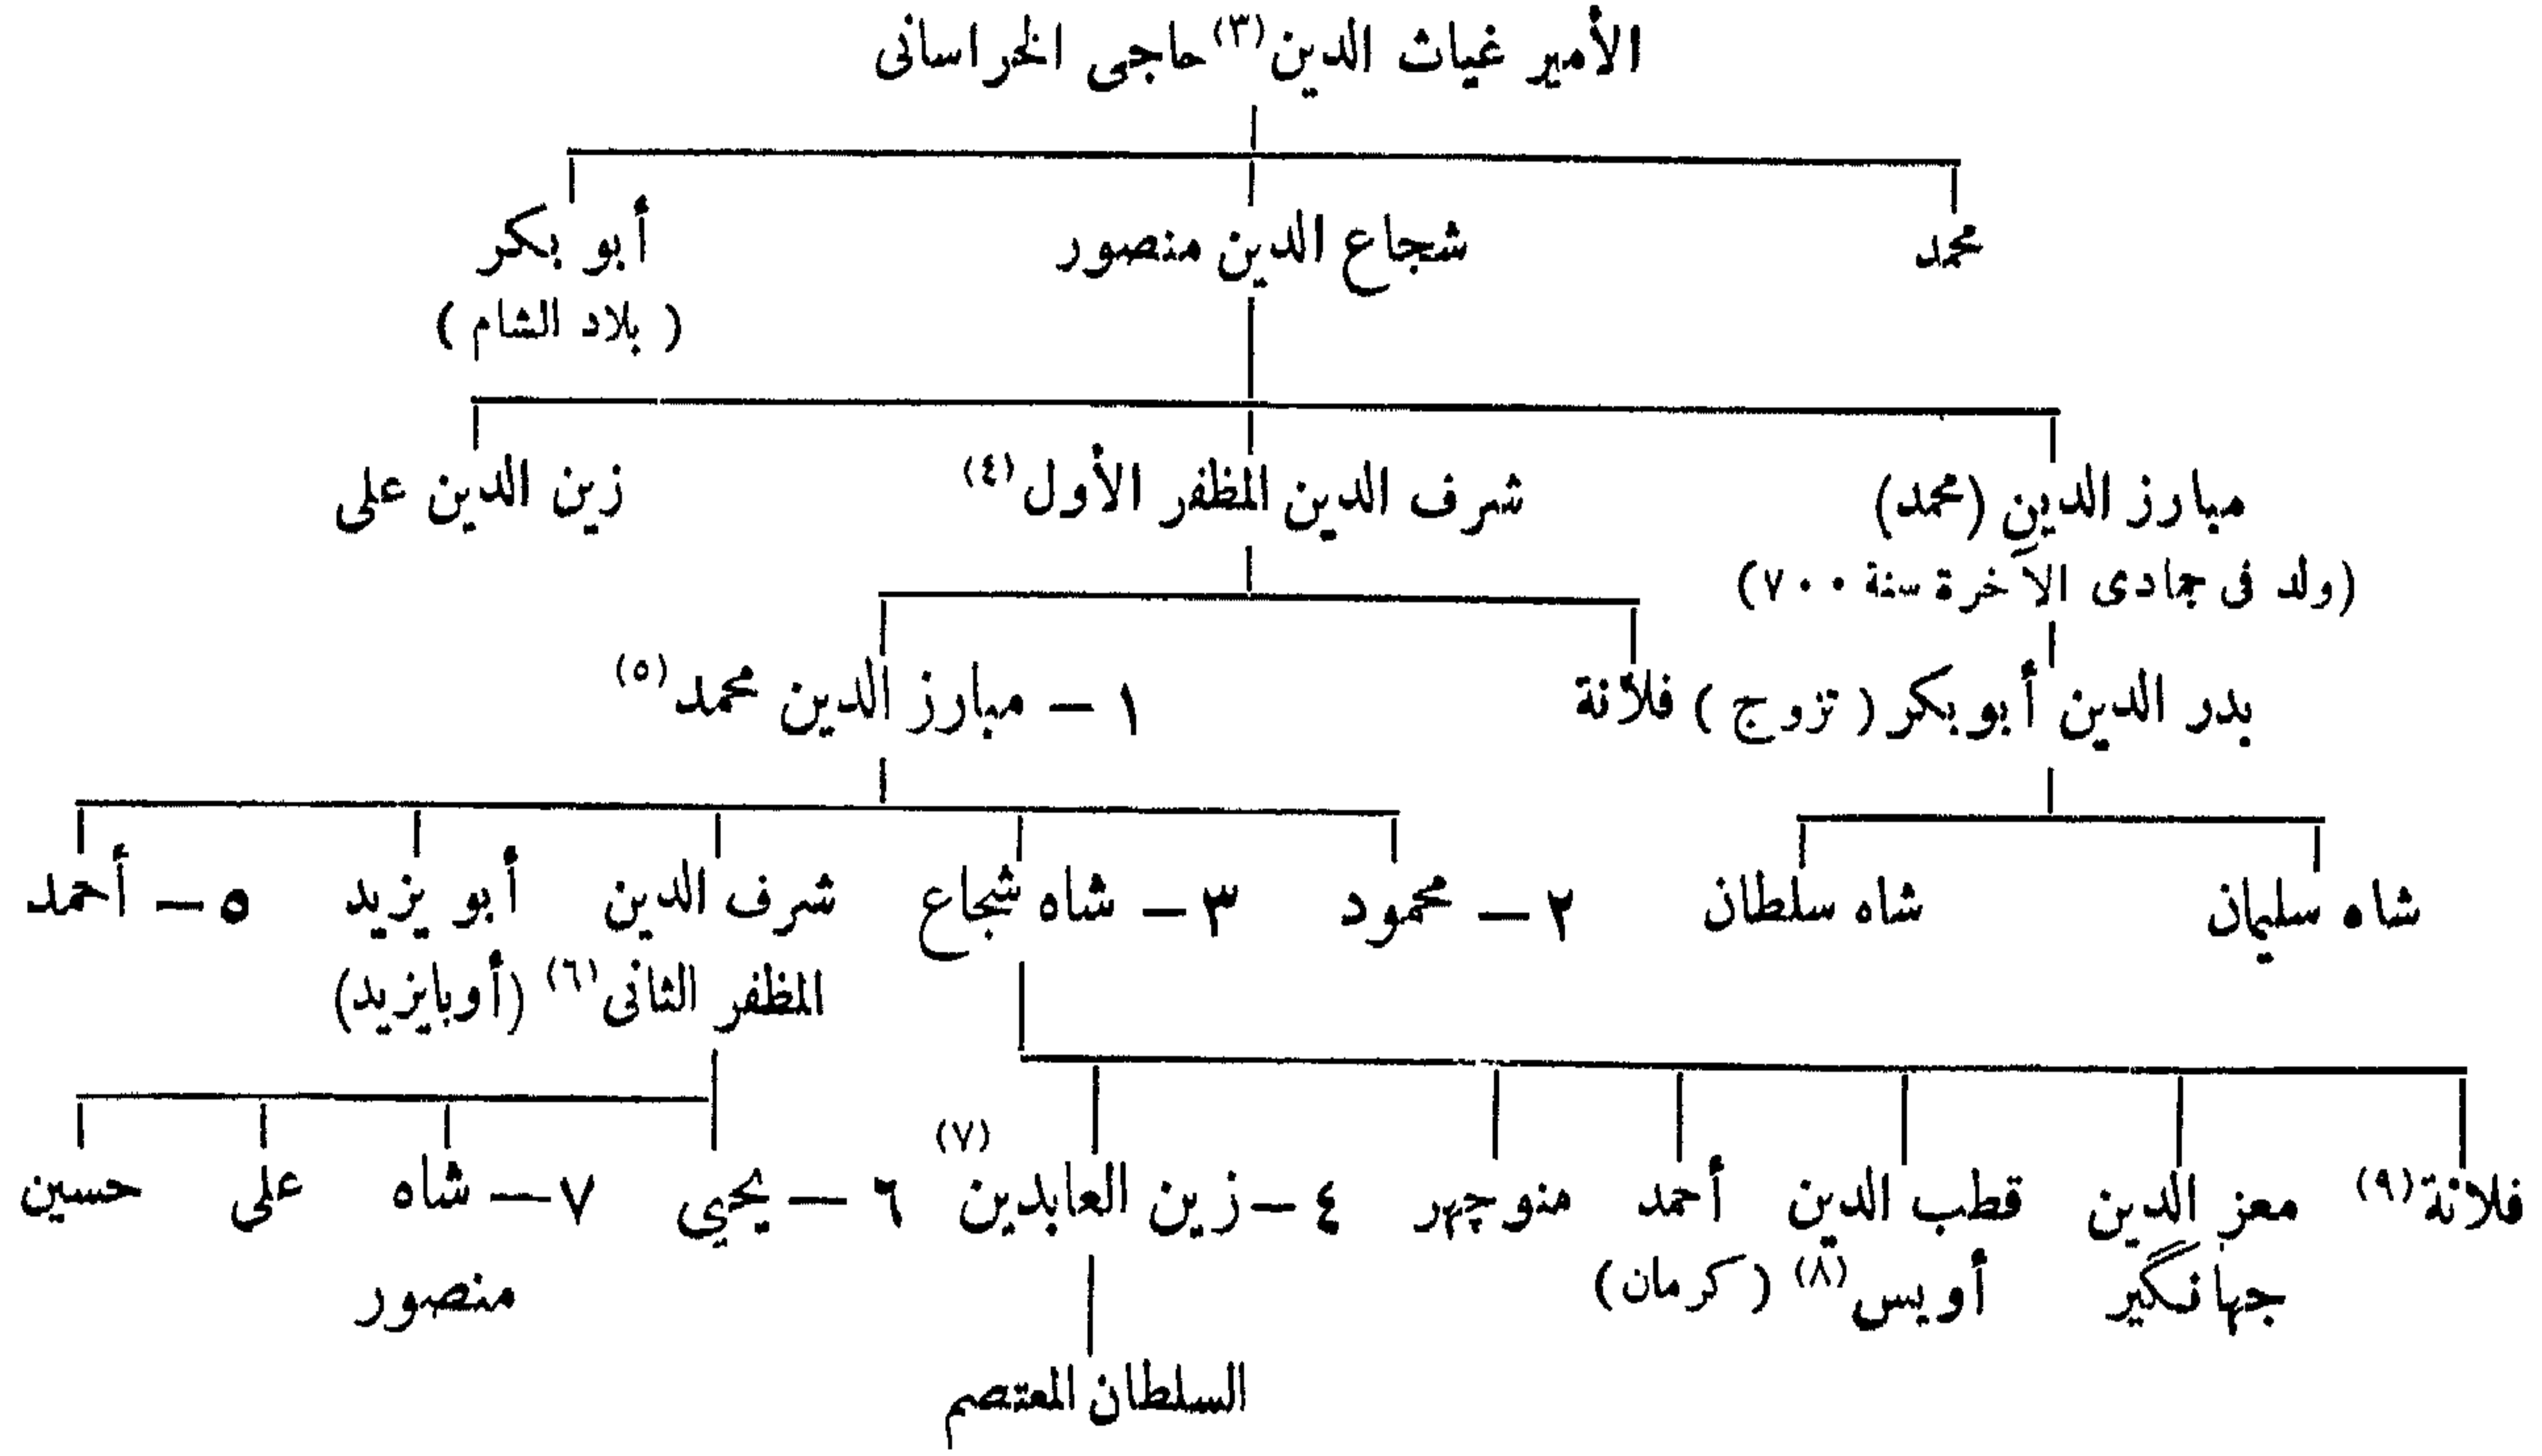 الأمير غياث الدين (٣) حاجى الخراسانى
محمد شجاع الدين منصور أبو بكر
( بلاد الشام )
مبارز الدين (محمد) شرف الدين المظفر الأول (٤) زين الدين على
(ولد فى جمادى الآخرة سنة ٧٠٠)
بدر الدين أبو بكر ( تزوج ) فلانة ١ — مبارز الدين محمد (٥)
شاه سليمان شاه سلطان ٢ — محمود ٣ — شاه شجاع شرف الدين أبو يزيد ٥ — أحمد
المظفر الثانى (٦) (أوبايزيد)
فلانة (٩) معز الدين قطب الدين أحمد منوچهر ٤ — زين العابدين (٧) ٦ — يحيي ٧ — شاه على حسين
جهانگير أويس (٨) (كرمان) منصور
السلطان المعتصم